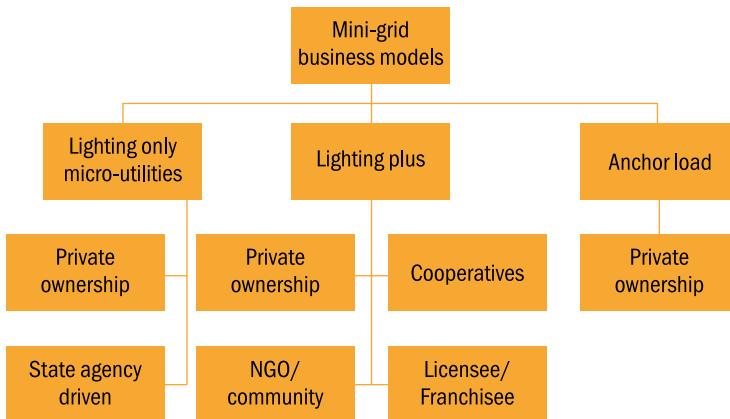 Mini-grid
business models
Lighting only
micro-utilities
Lighting plus
Anchor load
Private
ownership
Private
ownership
Cooperatives
Private
ownership
State agency
driven
NGO/
community
Licensee/
Franchisee